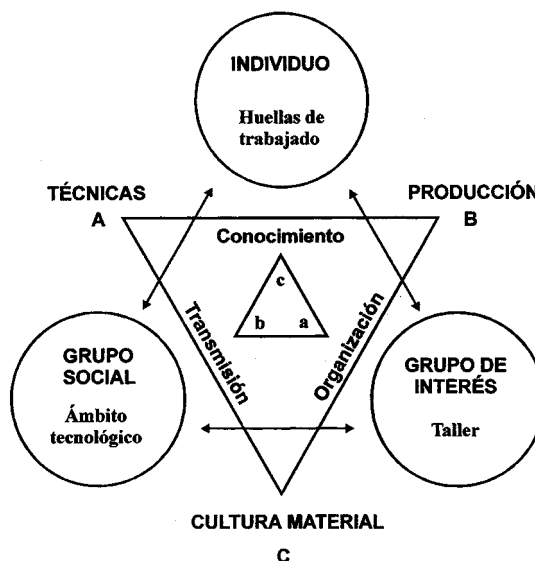 INDIVIDUO
Huellas de
trabajado
TÉCNICAS
A
PRODUCCIÓN
B
Conocimiento
c
b
a
Transmisión
Organización
GRUPO
SOCIAL
Ámbito
tecnológico
GRUPO DE
INTERÉS
Taller
CULTURA MATERIAL
C